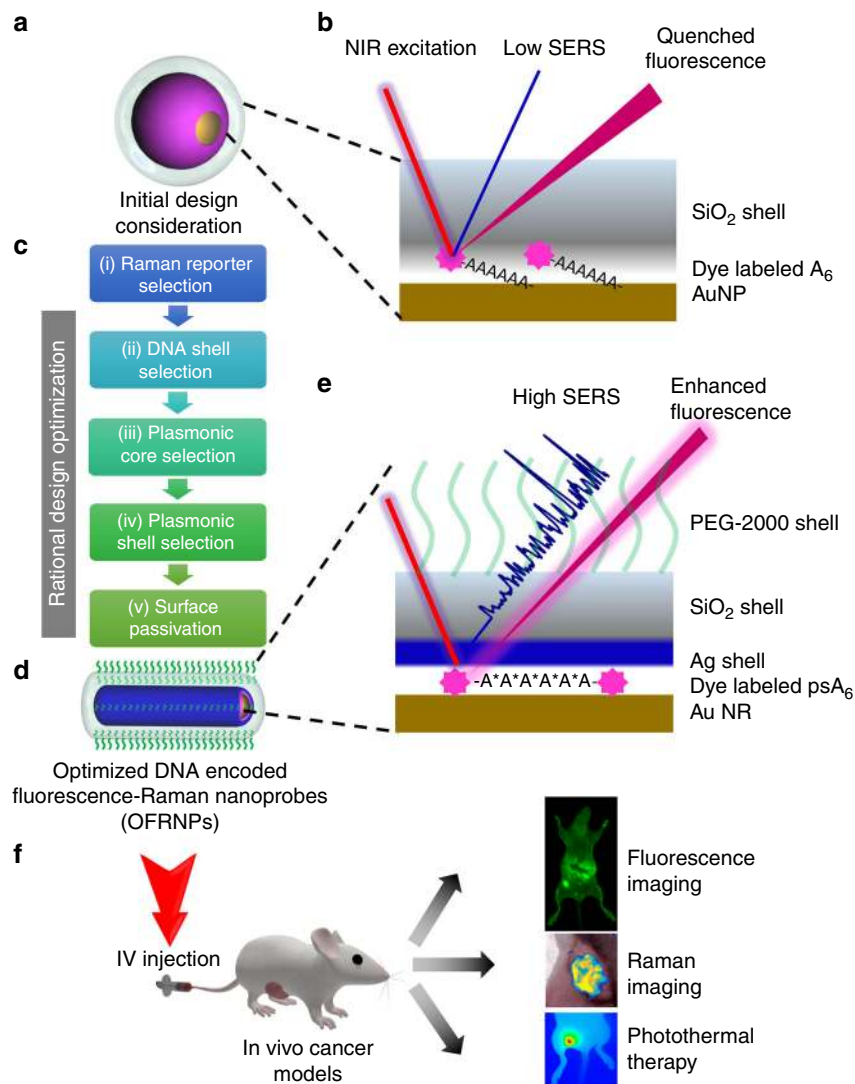 a
Initial design
consideration
b
NIR excitation
Low SERS
Quenched
fluorescence
-AAAAAA-
-AAAAAA-
SiO₂ shell
Dye labeled A₆
AuNP
c
Rational design optimization
(i) Raman reporter
selection
(ii) DNA shell
selection
(iii) Plasmonic
core selection
(iv) Plasmonic
shell selection
(v) Surface
passivation
d
Optimized DNA encoded
fluorescence-Raman nanoprobes
(OFRNPs)
e
High SERS
Enhanced
fluorescence
PEG-2000 shell
SiO₂ shell
Ag shell
-A*A*A*A*A*A-
Dye labeled psA₆
Au NR
f
IV injection
In vivo cancer
models
Fluorescence
imaging
Raman
imaging
Photothermal
therapy